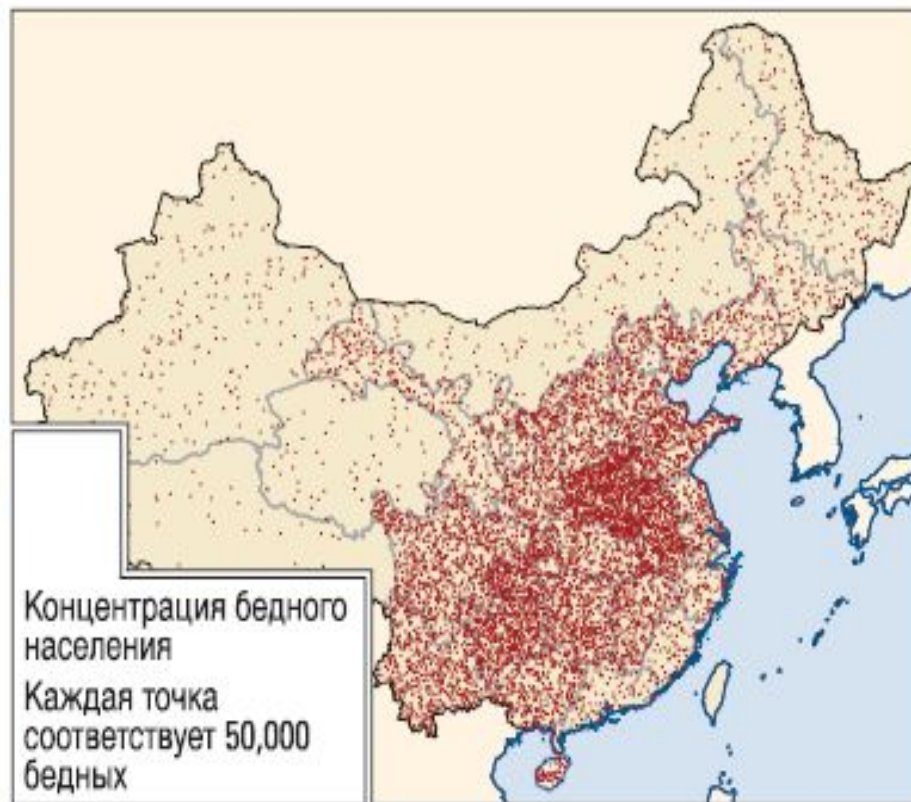 Концентрация бедного
населения
Каждая точка
соответствует 50,000
бедных